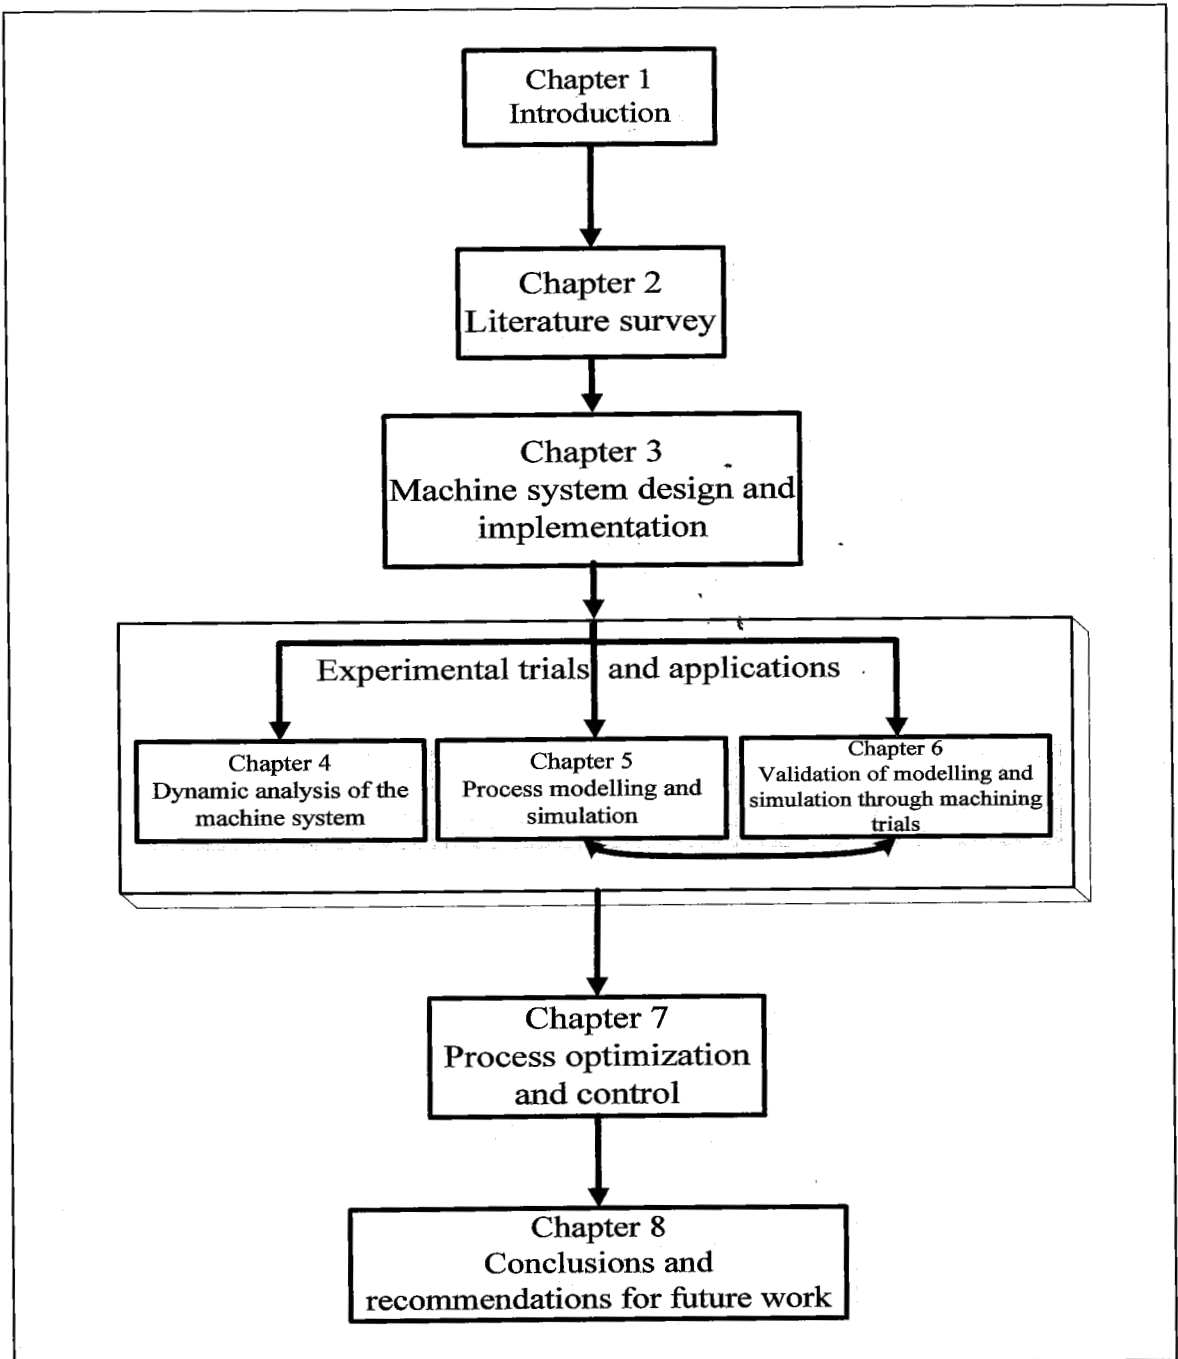 Chapter 1
Introduction
Chapter 2
Literature survey
Chapter 3
Machine system design and
implementation
Experimental trials and applications
Chapter 4
Dynamic analysis of the
machine system
Chapter 5
Process modelling and
simulation
Chapter 6
Validation of modelling and
simulation through machining
trials
Chapter 7
Process optimization
and control
Chapter 8
Conclusions and
recommendations for future work